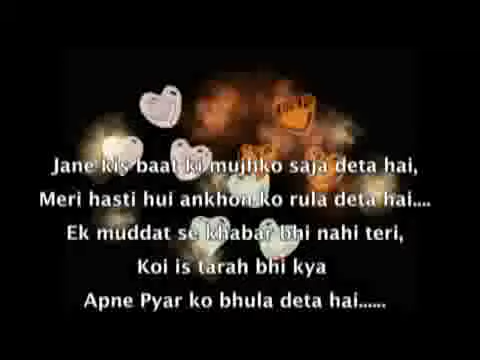 Jane kis baat ki mujhko saja deta hai,
Meri hasti hui ankhon ko rula deta hai....
Ek muddat se khabar bhi nahi teri,
Koi is tarah bhi kya
Apne Pyar ko bhula deta hai......